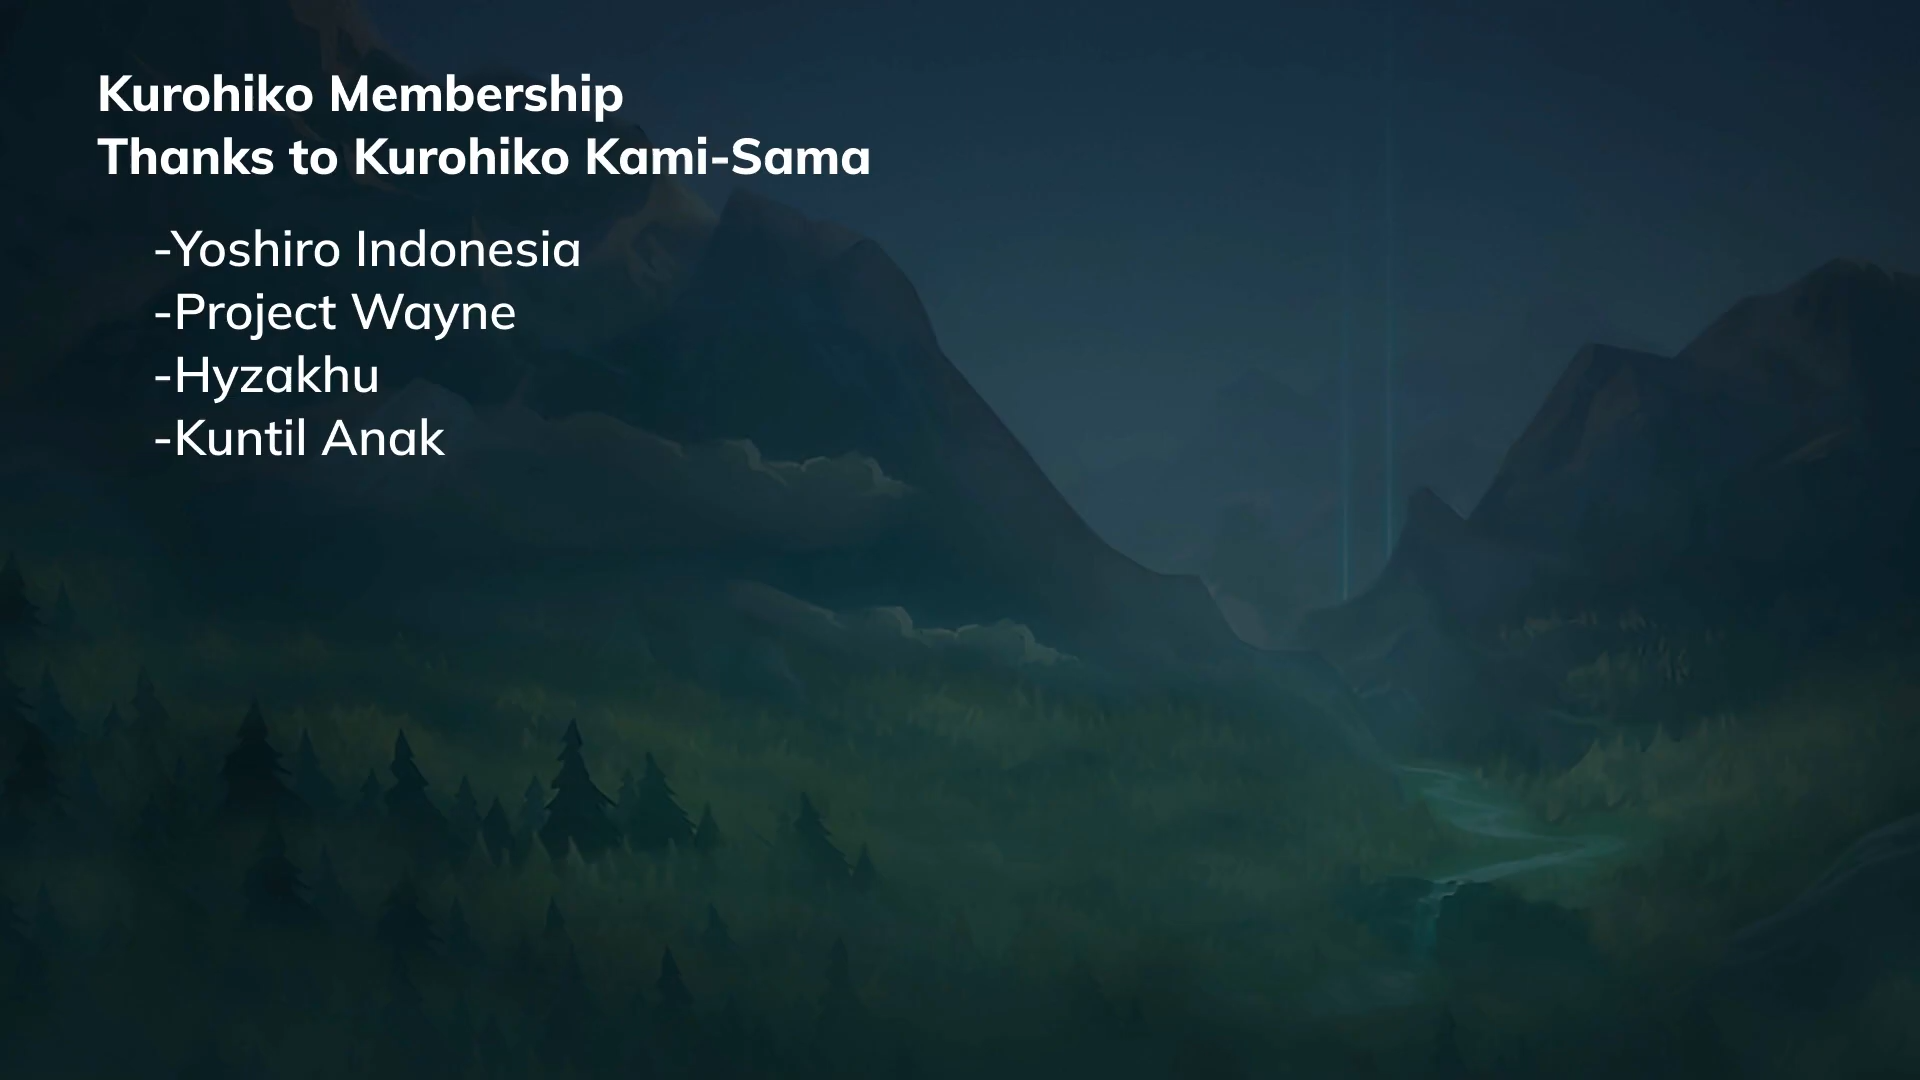 Kurohiko Membership
Thanks to Kurohiko Kami-Sama
-Yoshiro Indonesia
-Project Wayne
-Hyzakhu
-Kuntil Anak